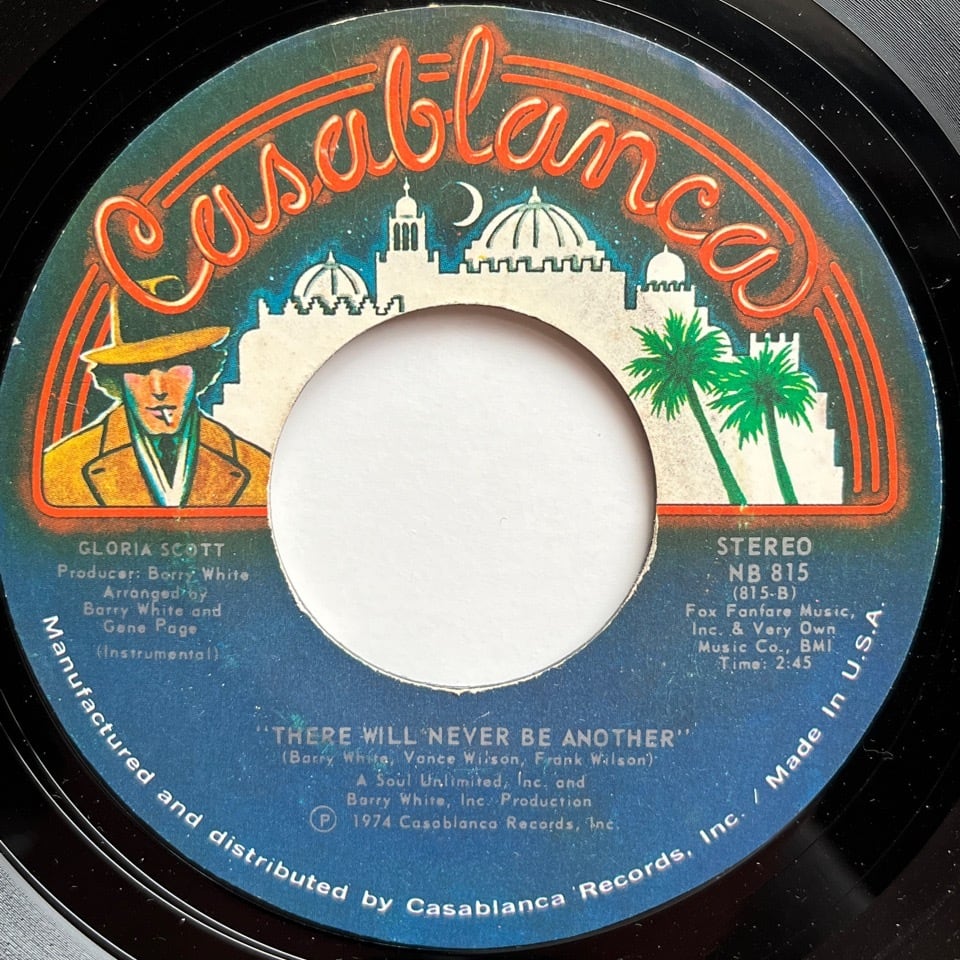 Casablanca
GLORIA SCOTT
Producer: Barry White
Arranged by
Barry White and
Gene Page
(Instrumental)
STEREO
NB 815
(815-B)
Fox Fanfare Music,
Inc. & Very Own
Music Co., BMI
Time: 2:45
"THERE WILL NEVER BE ANOTHER"
(Barry White, Vance Wilson, Frank Wilson)
A Soul Unlimited, Inc. and
Barry White, Inc. Production
Ⓟ 1974 Casablanca Records, Inc.
Manufactured and distributed by Casablanca Records, Inc. / Made In U.S.A.